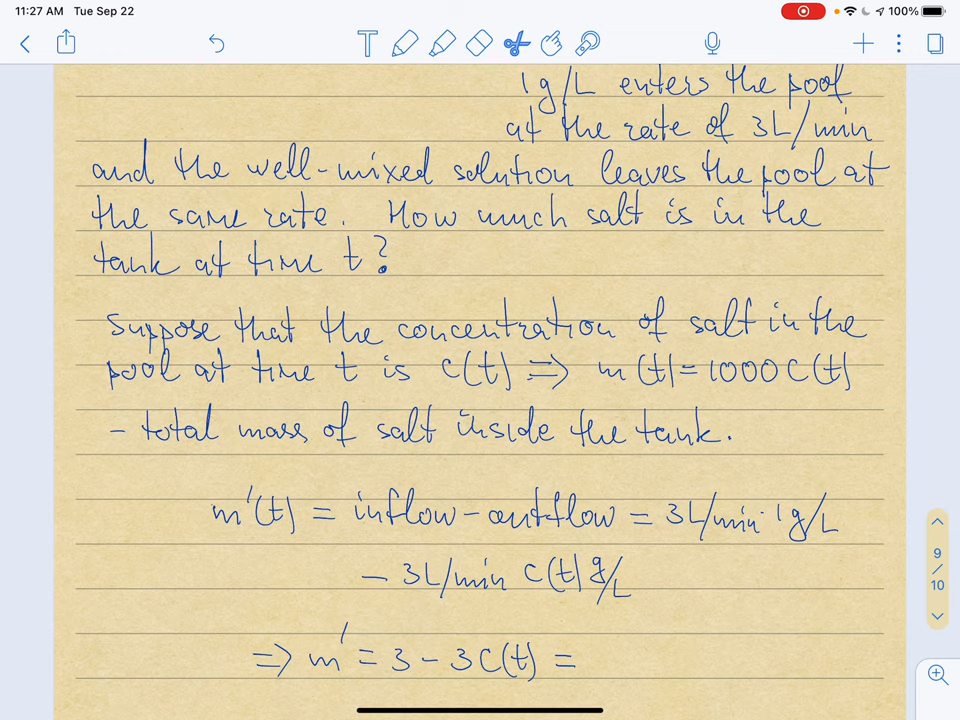 11:27 AM Tue Sep 22 100%
1g/L enters the pool
at the rate of 3L/min
and the well-mixed solution leaves the pool at
the same rate. How much salt is in the
tank at time t?
Suppose that the concentration of salt in the
pool at time t is c(t) => m(t)=1000c(t)
- total mass of salt inside the tank.
m'(t) = inflow-outflow = 3L/min·1g/L
- 3L/min c(t)g/L
=> m' = 3 - 3c(t) =
9
/
10